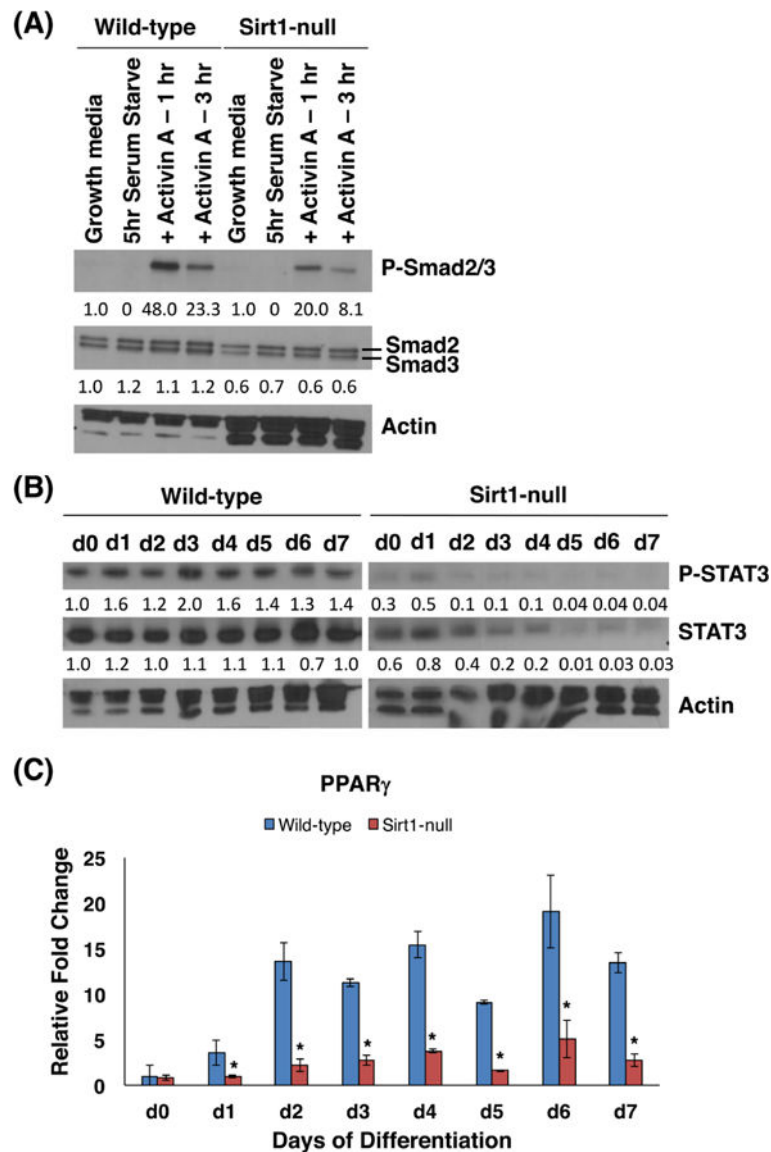 (A)
Wild-type Sirt1-null
Growth media
5hr Serum Starve
+ Activin A – 1 hr
+ Activin A – 3 hr
Growth media
5hr Serum Starve
+ Activin A – 1 hr
+ Activin A – 3 hr
P-Smad2/3
1.0 0 48.0 23.3 1.0 0 20.0 8.1
Smad2
Smad3
1.0 1.2 1.1 1.2 0.6 0.7 0.6 0.6
Actin
(B)
Wild-type Sirt1-null
d0 d1 d2 d3 d4 d5 d6 d7 d0 d1 d2 d3 d4 d5 d6 d7
P-STAT3
1.0 1.6 1.2 2.0 1.6 1.4 1.3 1.4 0.3 0.5 0.1 0.1 0.1 0.04 0.04 0.04
STAT3
1.0 1.2 1.0 1.1 1.1 1.1 0.7 1.0 0.6 0.8 0.4 0.2 0.2 0.01 0.03 0.03
Actin
(C)
PPARγ
Wild-type Sirt1-null
Relative Fold Change
25
20
15
10
5
0
* * * * * * *
d0 d1 d2 d3 d4 d5 d6 d7
Days of Differentiation